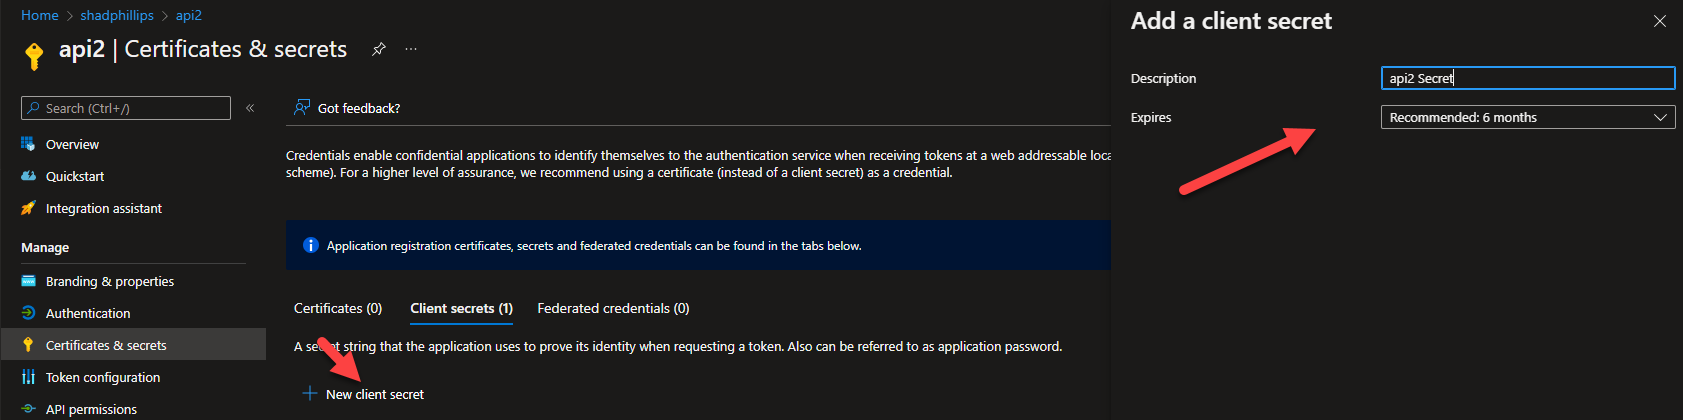 Home > shadphillips > api2
api2 | Certificates & secrets
Search (Ctrl+/)
Overview
Quickstart
Integration assistant
Manage
Branding & properties
Authentication
Certificates & secrets
Token configuration
API permissions
Got feedback?
Credentials enable confidential applications to identify themselves to the authentication service when receiving tokens at a web addressable loca
scheme). For a higher level of assurance, we recommend using a certificate (instead of a client secret) as a credential.
Application registration certificates, secrets and federated credentials can be found in the tabs below.
Certificates (0) Client secrets (1) Federated credentials (0)
A secret string that the application uses to prove its identity when requesting a token. Also can be referred to as application password.
New client secret
Add a client secret
Description api2 Secret
Expires Recommended: 6 months